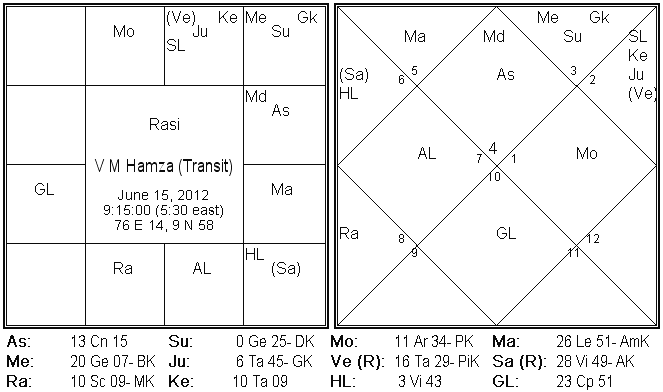 (Ve) Ke Me Gk
Mo Ju Su
SL
Md
As
Rasi
V M Hamza (Transit)
GL Ma
June 15, 2012
9:15:00 (5:30 east)
76 E 14, 9 N 58
HL
Ra AL (Sa)
Me Gk
Ma Md Su SL
Ke
(Sa) 5 As 3 Ju
HL 6 2 (Ve)
AL 4 Mo
7 1
10
Ra 8 GL 12
9 11
As: 13 Cn 15 Su: 0 Ge 25- DK Mo: 11 Ar 34- PK Ma: 26 Le 51- AmK
Me: 20 Ge 07- BK Ju: 6 Ta 45- GK Ve (R): 16 Ta 29- PiK Sa (R): 28 Vi 49- AK
Ra: 10 Sc 09- MK Ke: 10 Ta 09 HL: 3 Vi 43 GL: 23 Cp 51